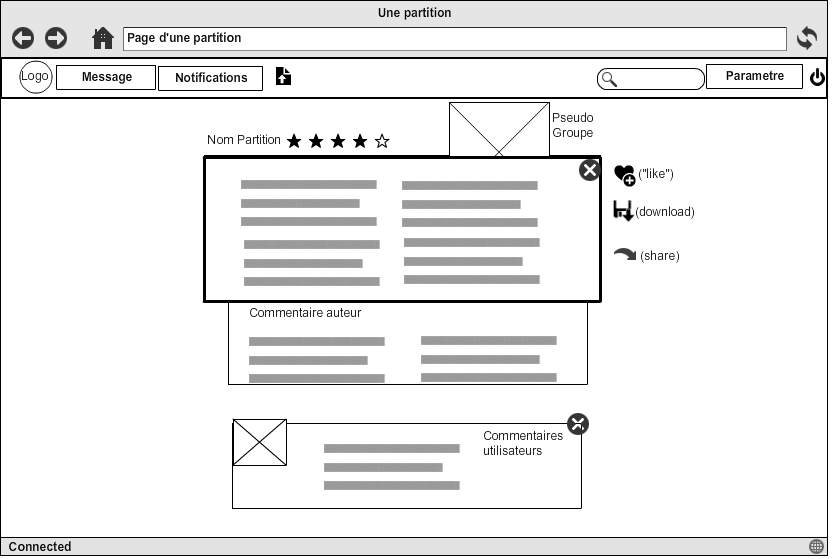 Une partition
Page d'une partition
Logo
Message
Notifications
Parametre
Nom Partition
Pseudo
Groupe
("like")
(download)
(share)
Commentaire auteur
Commentaires
utilisateurs
Connected